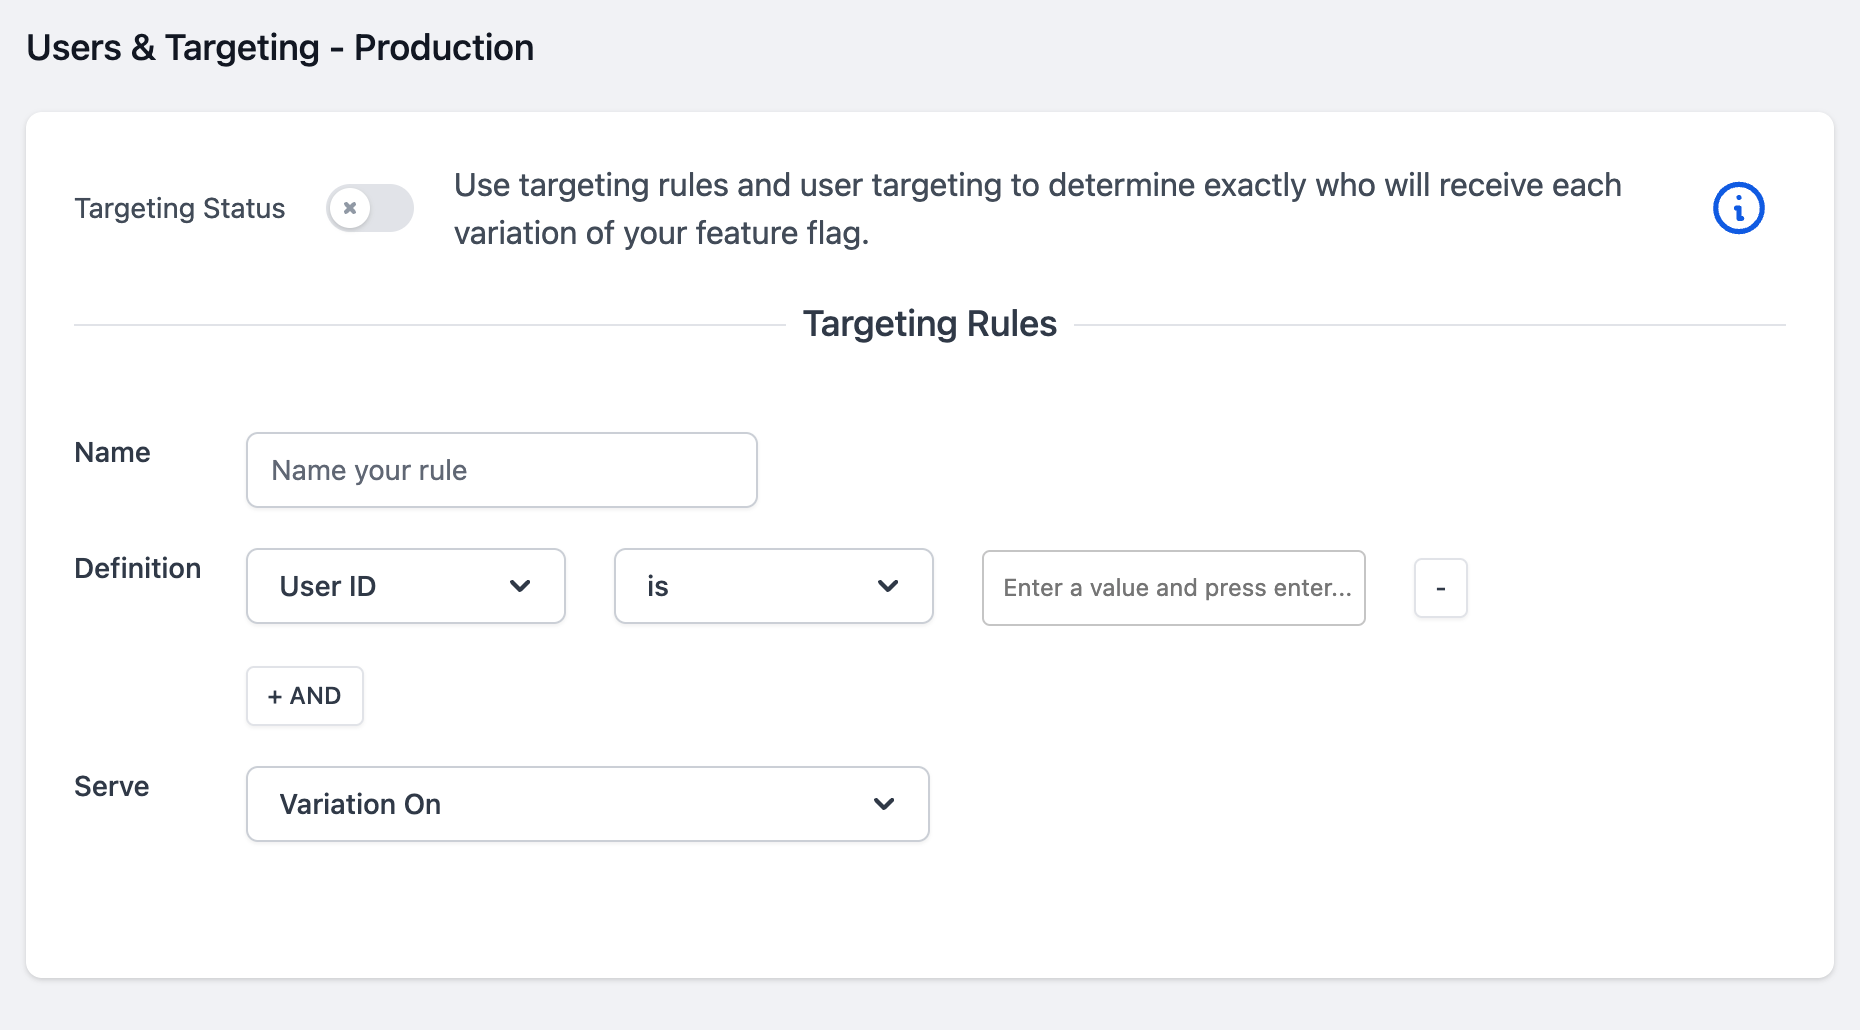 Users & Targeting - Production
Targeting Status
Use targeting rules and user targeting to determine exactly who will receive each
variation of your feature flag.
Targeting Rules
Name
Name your rule
Definition
User ID
is
Enter a value and press enter...
-
+ AND
Serve
Variation On